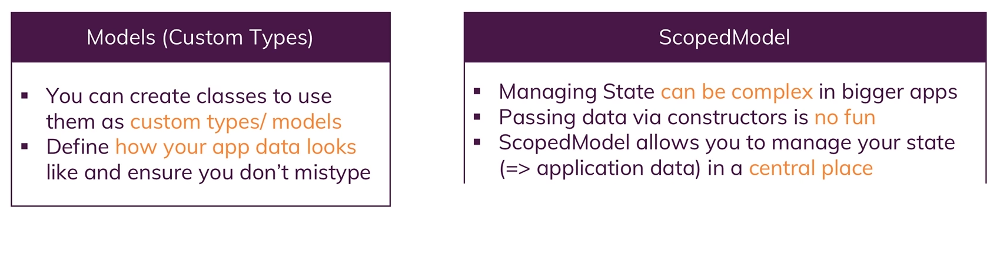 Models (Custom Types)
▪ You can create classes to use
them as custom types/ models
▪ Define how your app data looks
like and ensure you don’t mistype
ScopedModel
▪ Managing State can be complex in bigger apps
▪ Passing data via constructors is no fun
▪ ScopedModel allows you to manage your state
(=> application data) in a central place